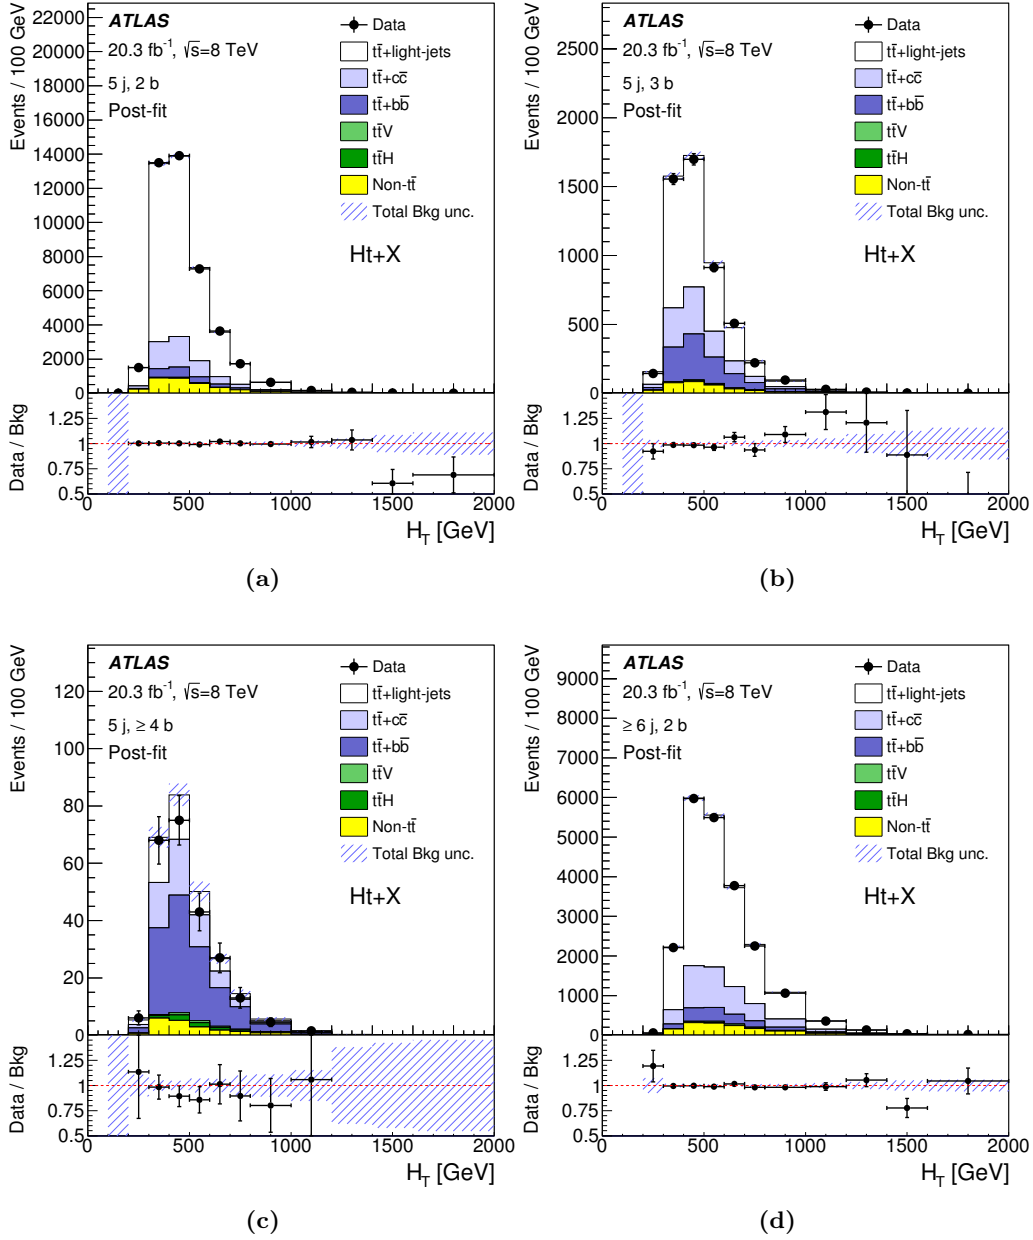 ATLAS
20.3 fb⁻¹, √s=8 TeV
5 j, 2 b
Post-fit
Data
tt̄+light-jets
tt̄+cc̄
tt̄+bb̄
tt̄V
tt̄H
Non-tt̄
Total Bkg unc.
Ht+X
Events / 100 GeV
22000
20000
18000
16000
14000
12000
10000
8000
6000
4000
2000
0
Data / Bkg
1.25
1
0.75
0.5
0 500 1000 1500 2000
H_T [GeV]
(a)
ATLAS
20.3 fb⁻¹, √s=8 TeV
5 j, 3 b
Post-fit
Data
tt̄+light-jets
tt̄+cc̄
tt̄+bb̄
tt̄V
tt̄H
Non-tt̄
Total Bkg unc.
Ht+X
Events / 100 GeV
2500
2000
1500
1000
500
0
Data / Bkg
1.25
1
0.75
0.5
0 500 1000 1500 2000
H_T [GeV]
(b)
ATLAS
20.3 fb⁻¹, √s=8 TeV
5 j, ≥ 4 b
Post-fit
Data
tt̄+light-jets
tt̄+cc̄
tt̄+bb̄
tt̄V
tt̄H
Non-tt̄
Total Bkg unc.
Ht+X
Events / 100 GeV
120
100
80
60
40
20
0
Data / Bkg
1.25
1
0.75
0.5
0 500 1000 1500 2000
H_T [GeV]
(c)
ATLAS
20.3 fb⁻¹, √s=8 TeV
≥ 6 j, 2 b
Post-fit
Data
tt̄+light-jets
tt̄+cc̄
tt̄+bb̄
tt̄V
tt̄H
Non-tt̄
Total Bkg unc.
Ht+X
Events / 100 GeV
9000
8000
7000
6000
5000
4000
3000
2000
1000
0
Data / Bkg
1.25
1
0.75
0.5
0 500 1000 1500 2000
H_T [GeV]
(d)